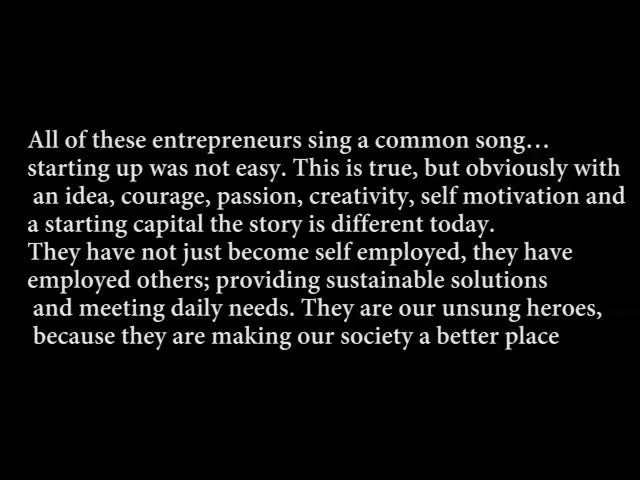 All of these entrepreneurs sing a common song…
starting up was not easy. This is true, but obviously with
an idea, courage, passion, creativity, self motivation and
a starting capital the story is different today.
They have not just become self employed, they have
employed others; providing sustainable solutions
and meeting daily needs. They are our unsung heroes,
because they are making our society a better place